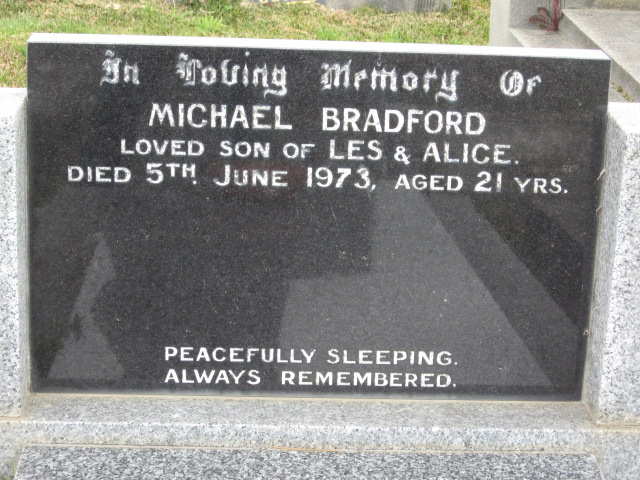 In Loving Memory Of
MICHAEL BRADFORD
LOVED SON OF LES & ALICE.
DIED 5TH. JUNE 1973, AGED 21 YRS.
PEACEFULLY SLEEPING.
ALWAYS REMEMBERED.